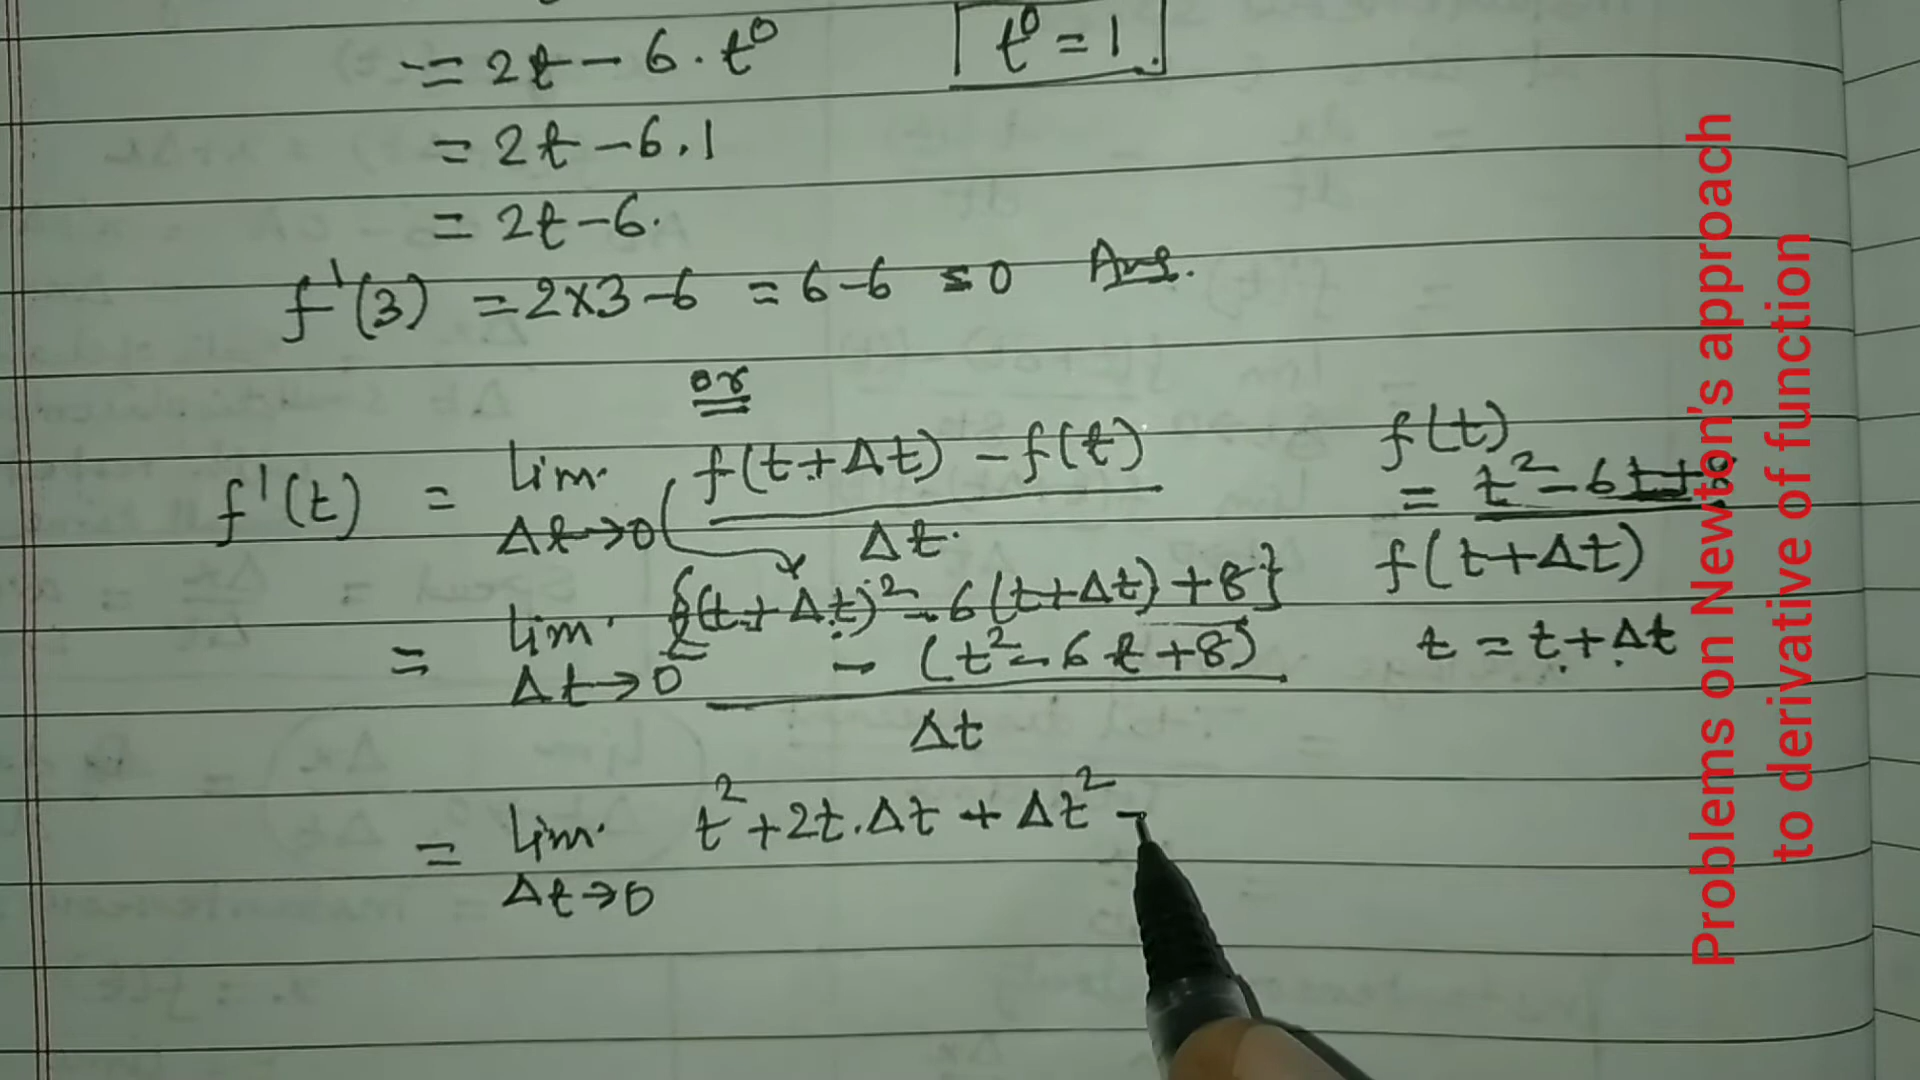 = 2t - 6 . t⁰ t⁰ = 1
= 2t - 6 . 1
= 2t - 6 .
f'(3) = 2×3 - 6 = 6 - 6 = 0 Ans.
or
f'(t) = lim. Δt→0 f(t+Δt) - f(t) / Δt.
f(t)
= t² - 6t + 8
f(t+Δt)
t = t + Δt
= lim. Δt→0 {(t+Δt)² - 6(t+Δt) + 8} - (t² - 6t + 8) / Δt
= lim. Δt→0 t² + 2t.Δt + Δt² -
Problems on Newton's approach
to derivative of function